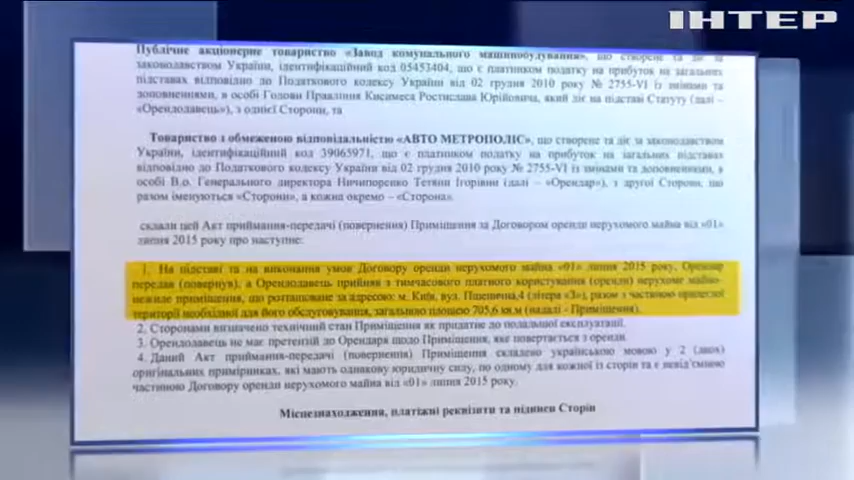 ІНТЕР
Публічне акціонерне товариство «Завод комунального машинобудування», що створене та діє за
законодавством України, ідентифікаційний код 05453404, що є платником податку на прибуток на загальних
підставах відповідно до Податкового кодексу України від 02 грудня 2010 року № 2755-VI із змінами та
доповненнями, в особі Голови Правління Кисимеса Ростислава Юрійовича, який діє на підставі Статуту (далі –
«Орендодавець»), з однієї Сторони, та
Товариство з обмеженою відповідальністю «АВТО МЕТРОПОЛІС», що створене та діє за законодавством
України, ідентифікаційний код 39065971, що є платником податку на прибуток на загальних підставах
відповідно до Податкового кодексу України від 02 грудня 2010 року № 2755-VI із змінами та доповненнями, в
особі В.о. Генерального директора Ничипоренко Тетяни Ігорівни (далі – «Орендар»), з другої Сторони, що
разом іменуються «Сторони», а кожна окремо – «Сторона».
склали цей Акт приймання-передачі (повернення) Приміщення за Договором оренди нерухомого майна від «01»
липня 2015 року про наступне:
1. На підставі та на виконання умов Договору оренди нерухомого майна «01» липня 2015 року, Орендар
передав (повернув), а Орендодавець прийняв з тимчасового платного користування (оренди) нерухоме майно-
нежиле приміщення, що розташоване за адресою: м. Київ, вул. Пшенична,4 (літера «З»), разом з частиною прилеглої
території необхідної для його обслуговування, загальною площею 705,6 кв.м (надалі - Приміщення).
2. Сторонами визначено технічний стан Приміщення як придатне до подальшої експлуатації.
3. Орендодавець не має претензій до Орендаря щодо Приміщення, яке повертається з оренди.
4. Даний Акт приймання-передачі (повернення) Приміщення складено українською мовою у 2 (двох)
оригінальних примірниках, які мають однакову юридичну силу, по одному для кожної із сторін та є невід'ємною
частиною Договору оренди нерухомого майна від «01» липня 2015 року.
Місцезнаходження, платіжні реквізити та підписи Сторін